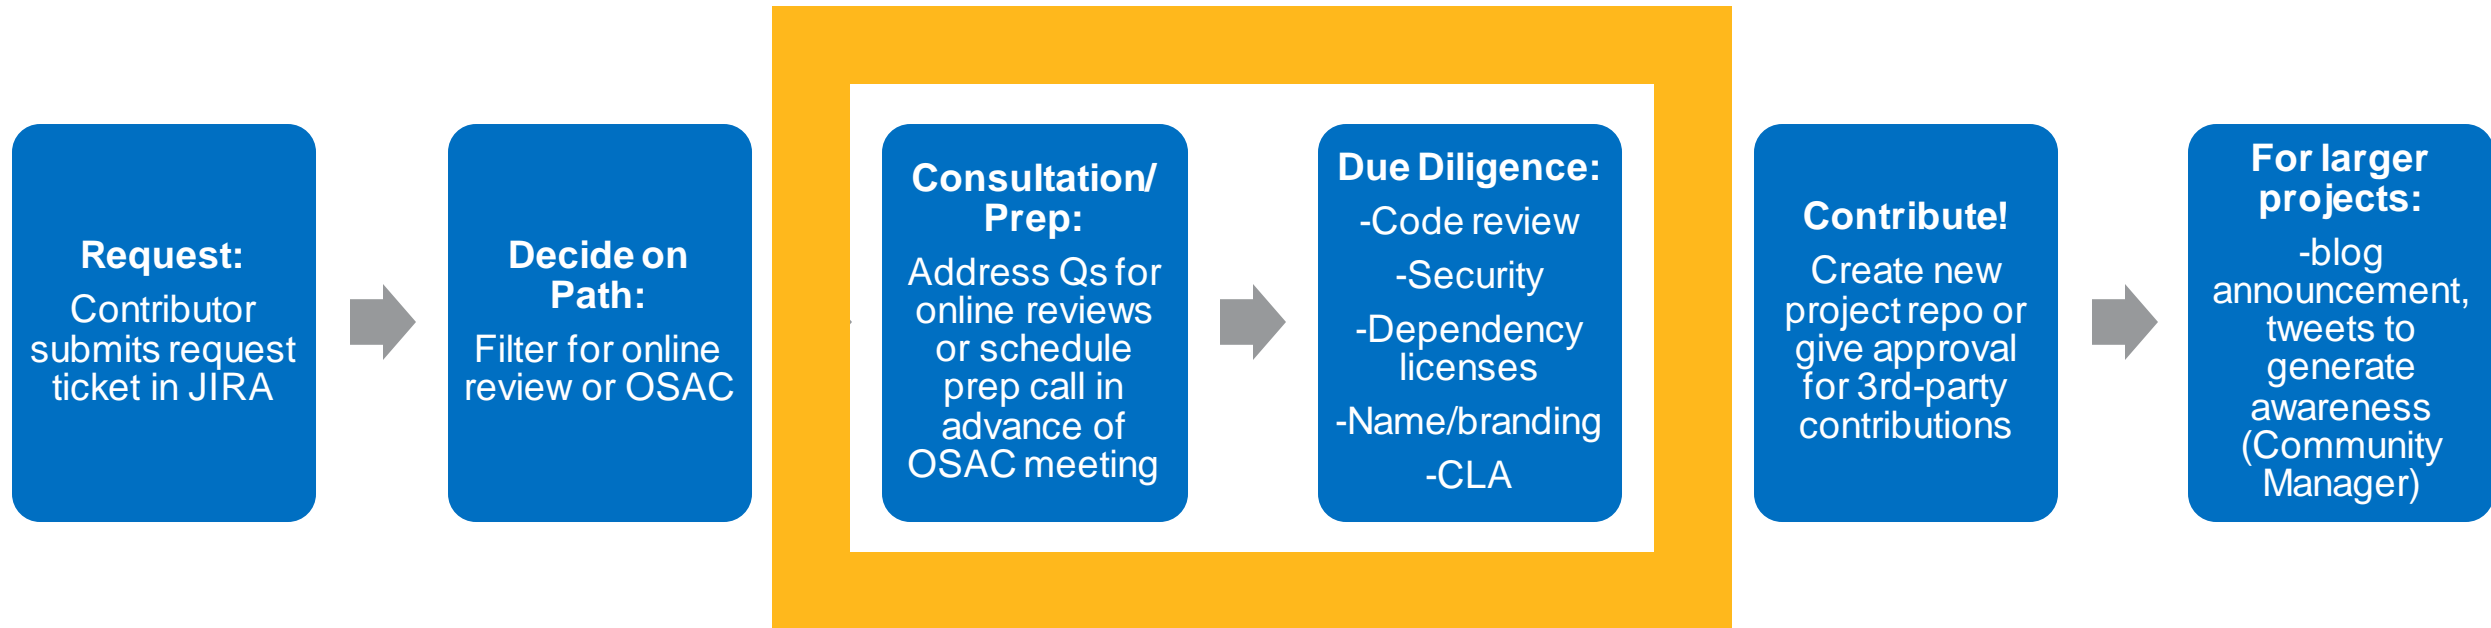 Request:
Contributor
submits request
ticket in JIRA
Decide on
Path:
Filter for online
review or OSAC
Consultation/
Prep:
Address Qs for
online reviews
or schedule
prep call in
advance of
OSAC meeting
Due Diligence:
-Code review
-Security
-Dependency
licenses
-Name/branding
-CLA
Contribute!
Create new
project repo or
give approval
for 3rd-party
contributions
For larger
projects:
-blog
announcement,
tweets to
generate
awareness
(Community
Manager)